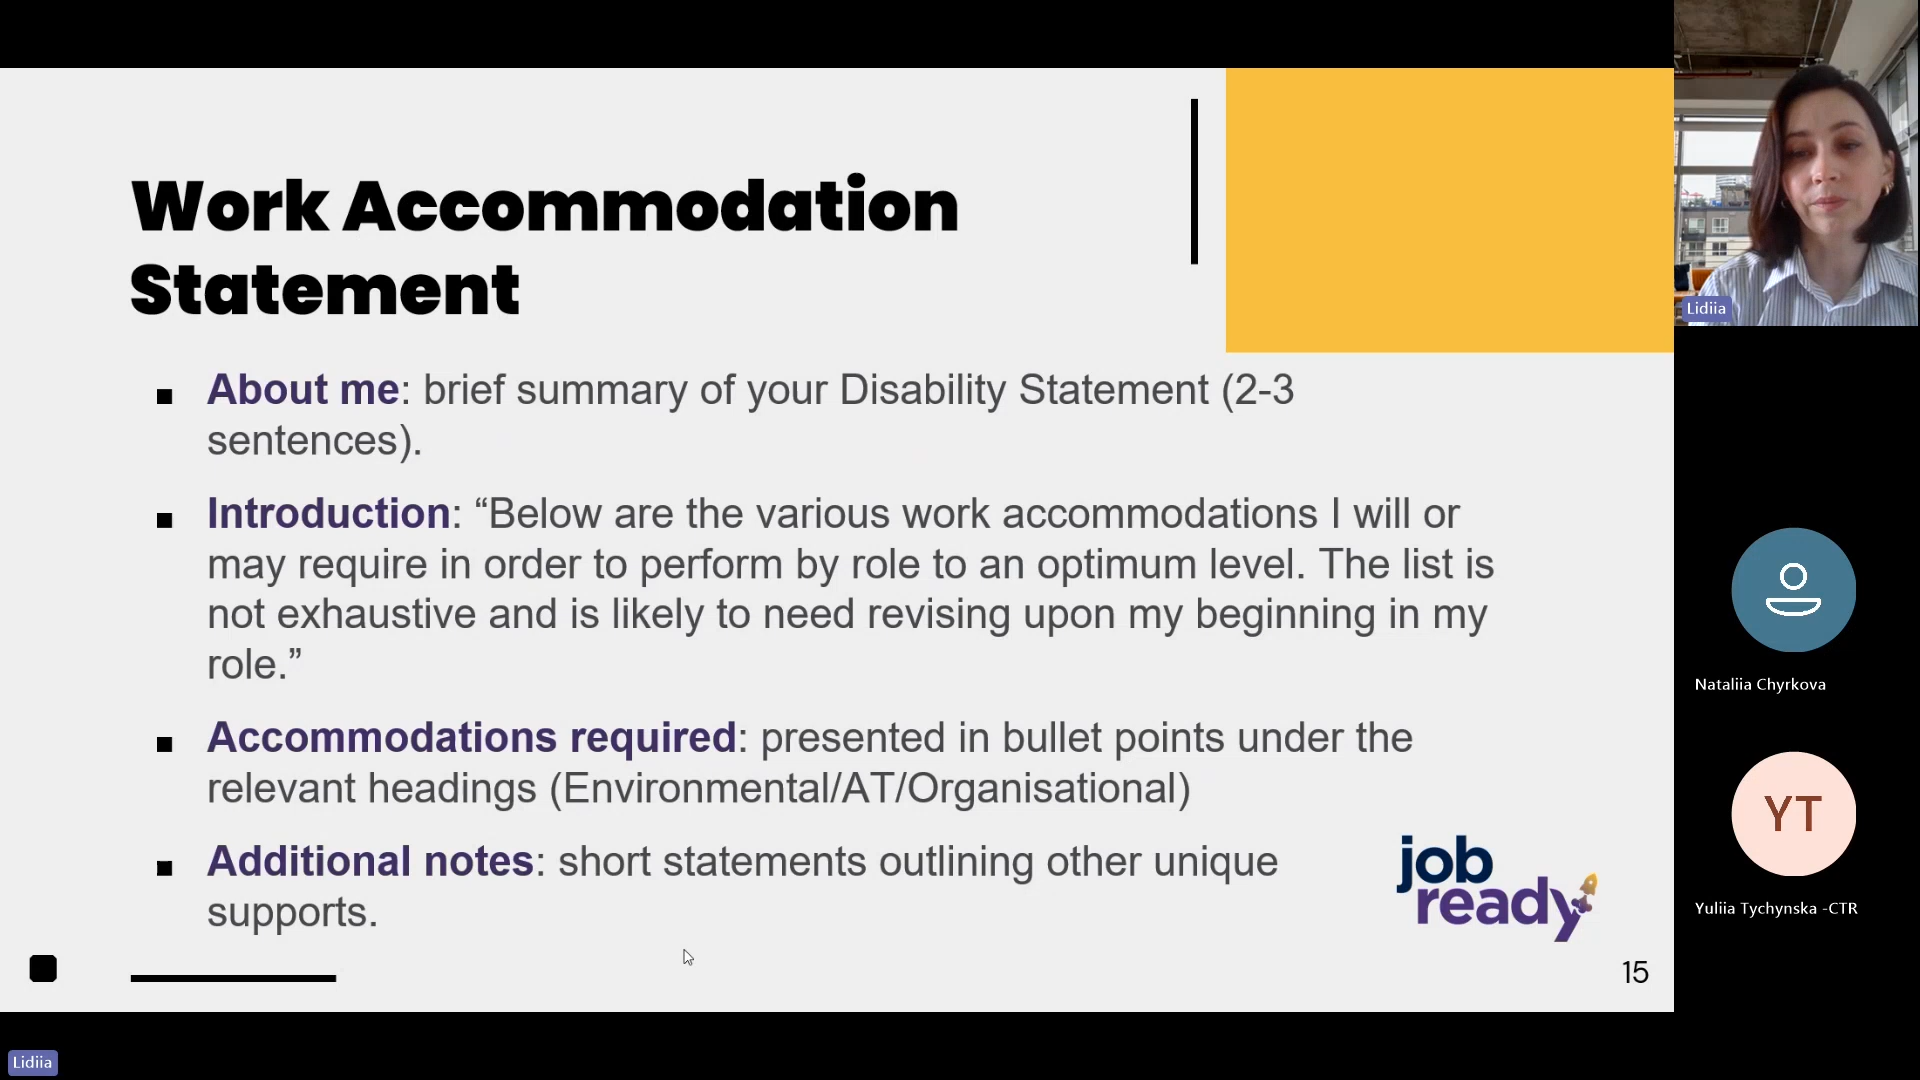 Work Accommodation
Statement
▪ About me: brief summary of your Disability Statement (2-3
sentences).
▪ Introduction: “Below are the various work accommodations I will or
may require in order to perform by role to an optimum level. The list is
not exhaustive and is likely to need revising upon my beginning in my
role.”
▪ Accommodations required: presented in bullet points under the
relevant headings (Environmental/AT/Organisational)
▪ Additional notes: short statements outlining other unique
supports.
job
ready
15
Lidiia
Nataliia Chyrkova
YT
Yuliia Tychynska -CTR
Lidiia